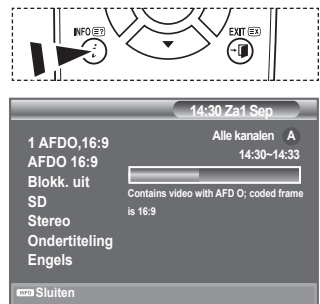 INFO
EXIT
14:30 Za1 Sep
Alle kanalen A
14:30~14:33
1 AFDO,16:9
AFDO 16:9
Blokk. uit
SD
Stereo
Ondertiteling
Engels
Contains video with AFD O; coded frame
is 16:9
INFO Sluiten